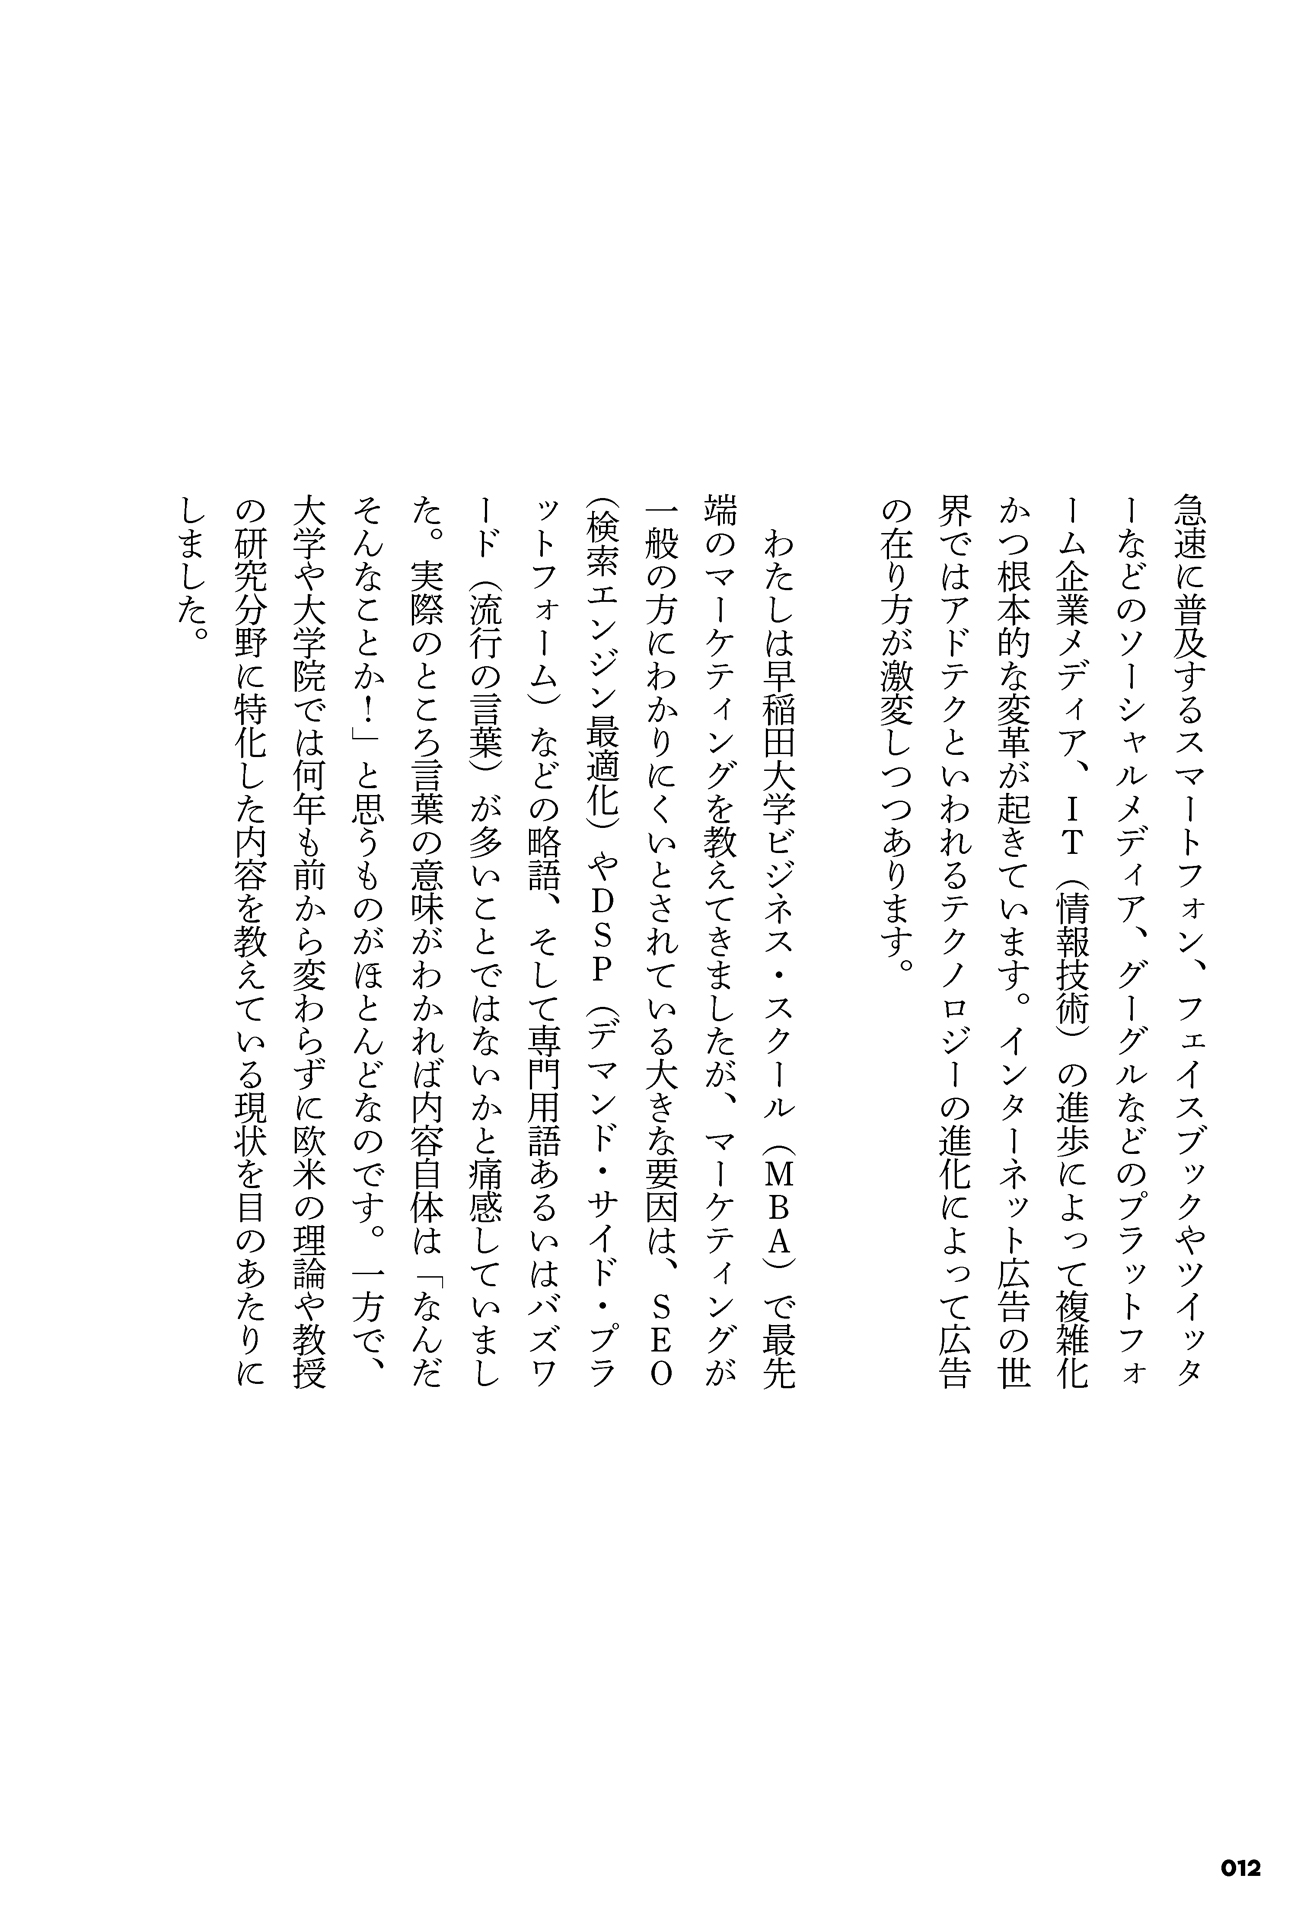 急速に普及するスマートフォン、フェイスブックやツイッタ
ーなどのソーシャルメディア、グーグルなどのプラットフォ
ーム企業メディア、IT（情報技術）の進歩によって複雑化
かつ根本的な変革が起きています。インターネット広告の世
界ではアドテクといわれるテクノロジーの進化によって広告
の在り方が激変しつつあります。
わたしは早稲田大学ビジネス・スクール（MBA）で最先
端のマーケティングを教えてきましたが、マーケティングが
一般の方にわかりにくいとされている大きな要因は、SEO
（検索エンジン最適化）やDSP（デマンド・サイド・プラ
ットフォーム）などの略語、そして専門用語あるいはバズワ
ード（流行の言葉）が多いことではないかと痛感していまし
た。実際のところ言葉の意味がわかれば内容自体は「なんだ
そんなことか！」と思うものがほとんどなのです。一方で、
大学や大学院では何年も前から変わらずに欧米の理論や教授
の研究分野に特化した内容を教えている現状を目のあたりに
しました。
012